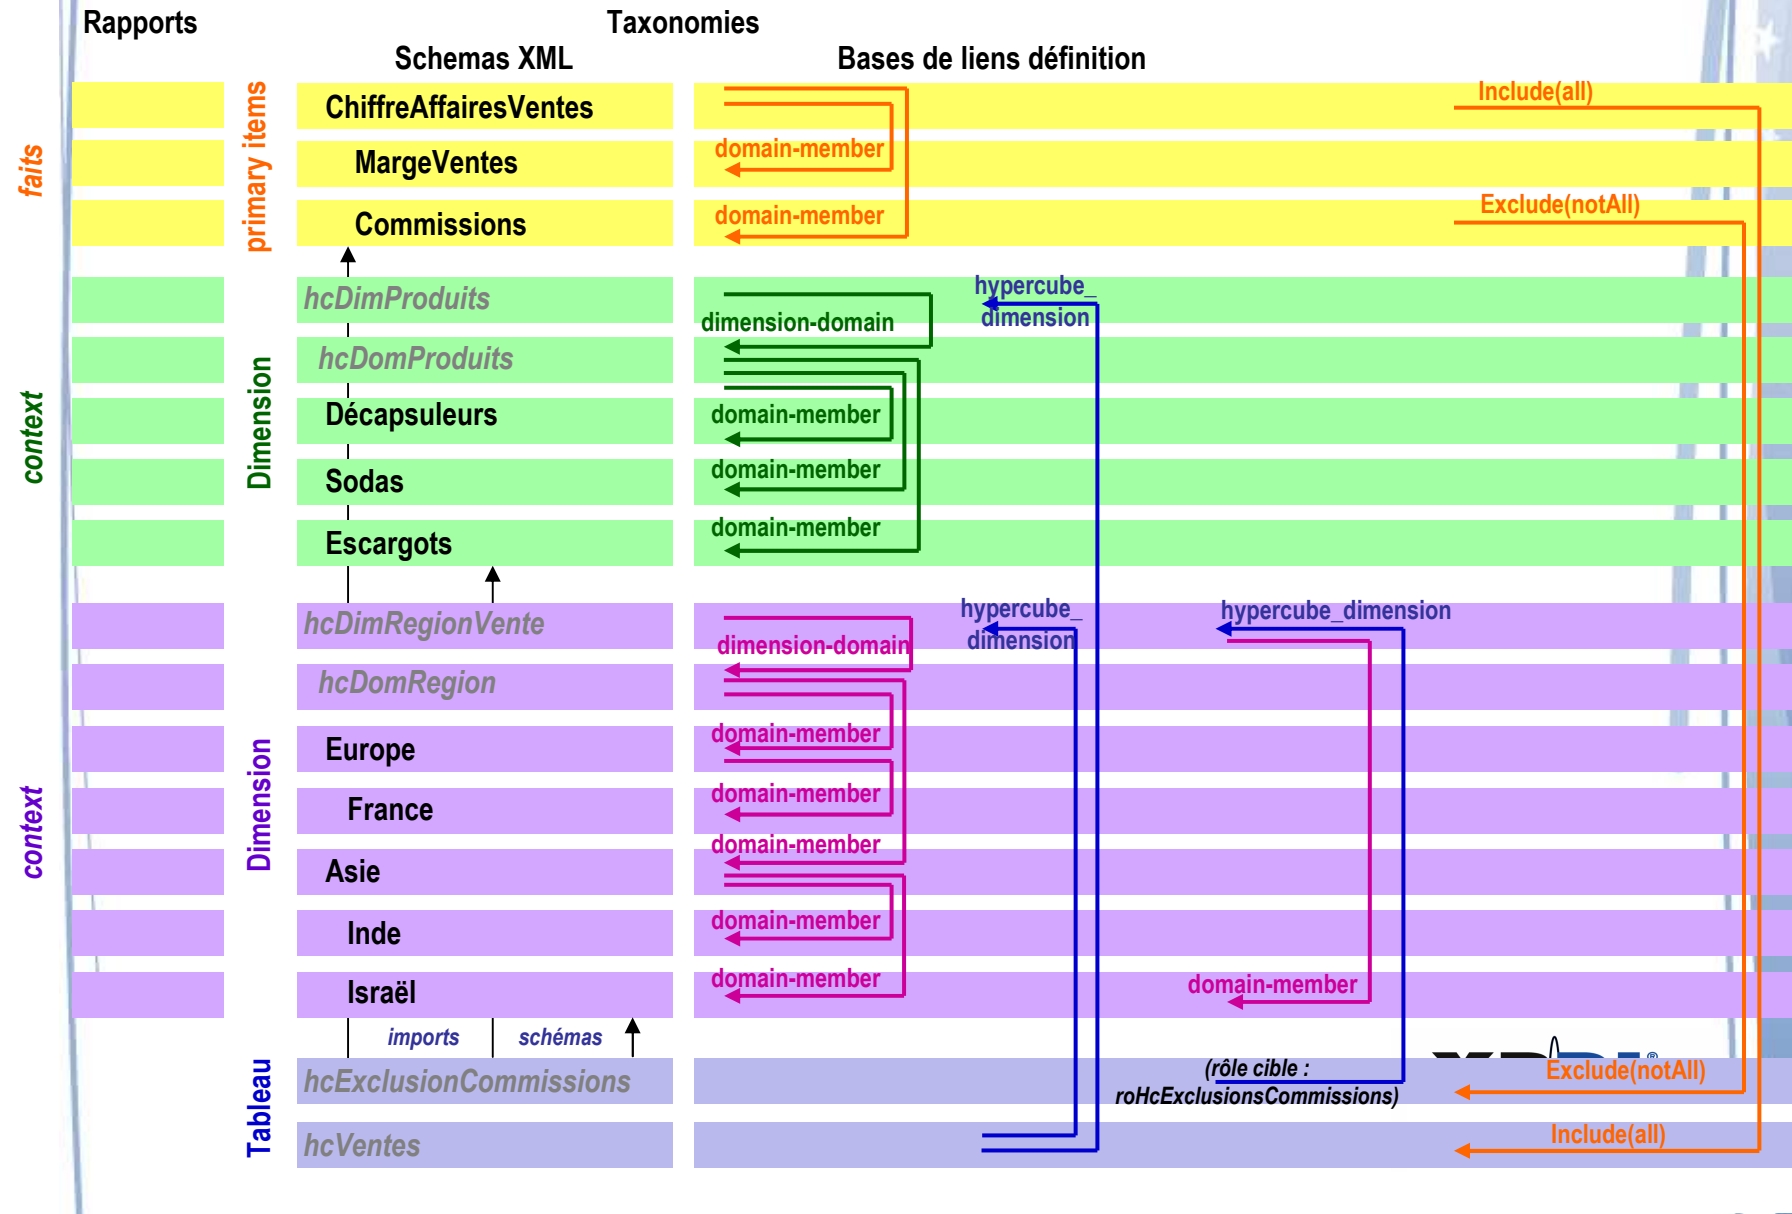 Rapports
Taxonomies
Schemas XML
Bases de liens définition
faits
primary items
ChiffreAffairesVentes
Include(all)
MargeVentes
domain-member
Commissions
domain-member
Exclude(notAll)
context
Dimension
hcDimProduits
hypercube_
dimension
dimension-domain
hcDomProduits
Décapsuleurs
domain-member
Sodas
domain-member
Escargots
domain-member
context
Dimension
hcDimRegionVente
hypercube_
dimension
hypercube_dimension
dimension-domain
hcDomRegion
Europe
domain-member
France
domain-member
domain-member
Asie
Inde
domain-member
Israël
domain-member
domain-member
imports
schémas
Tableau
hcExclusionCommissions
(rôle cible :
roHcExclusionsCommissions)
Exclude(notAll)
hcVentes
Include(all)